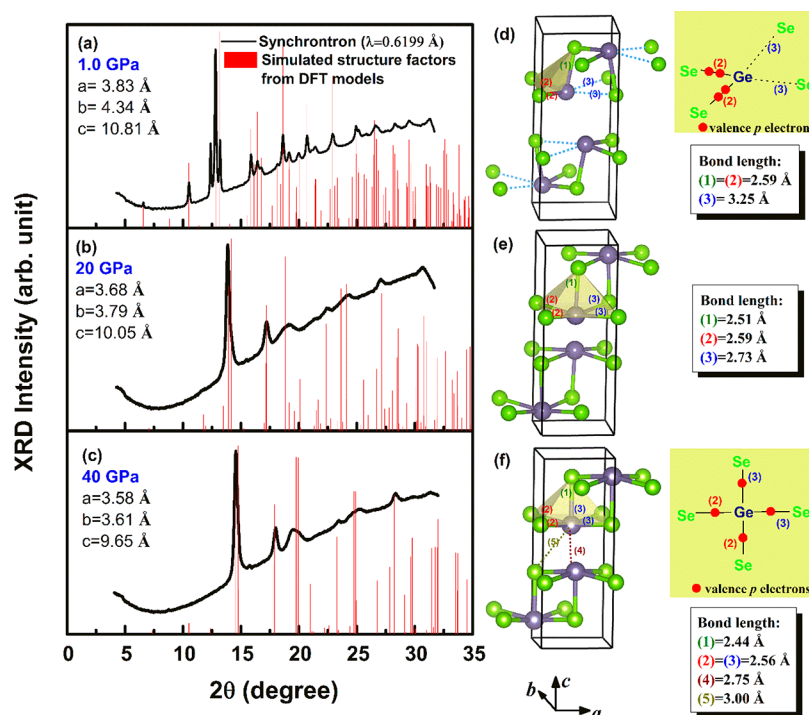 (a)
Synchrontron (λ=0.6199 Å)
Simulated structure factors
from DFT models
1.0 GPa
a= 3.83 Å
b= 4.34 Å
c= 10.81 Å
(b)
20 GPa
a=3.68 Å
b=3.79 Å
c=10.05 Å
(c)
40 GPa
a=3.58 Å
b=3.61 Å
c=9.65 Å
XRD Intensity (arb. unit)
0 5 10 15 20 25 30 35
2θ (degree)
(d)
(1)
(2)
(2)
(3)
(3)
Se
(3)
Se (2) Ge Se
(2) (3)
Se
valence p electron
Bond length:
(1)=(2)=2.59 Å
(3)= 3.25 Å
(e)
(1)
(2) (3)
(2) (3)
Bond length:
(1)=2.51 Å
(2)=2.59 Å
(3)=2.73 Å
(f)
(1)
(2) (3)
(2) (3)
(5) (4)
Se
(3)
Ge
Se (2) (3) Se
(2)
Se
valence p electrons
Bond length:
(1)=2.44 Å
(2)=(3)=2.56 Å
(4)=2.75 Å
(5)=3.00 Å
c
b
a